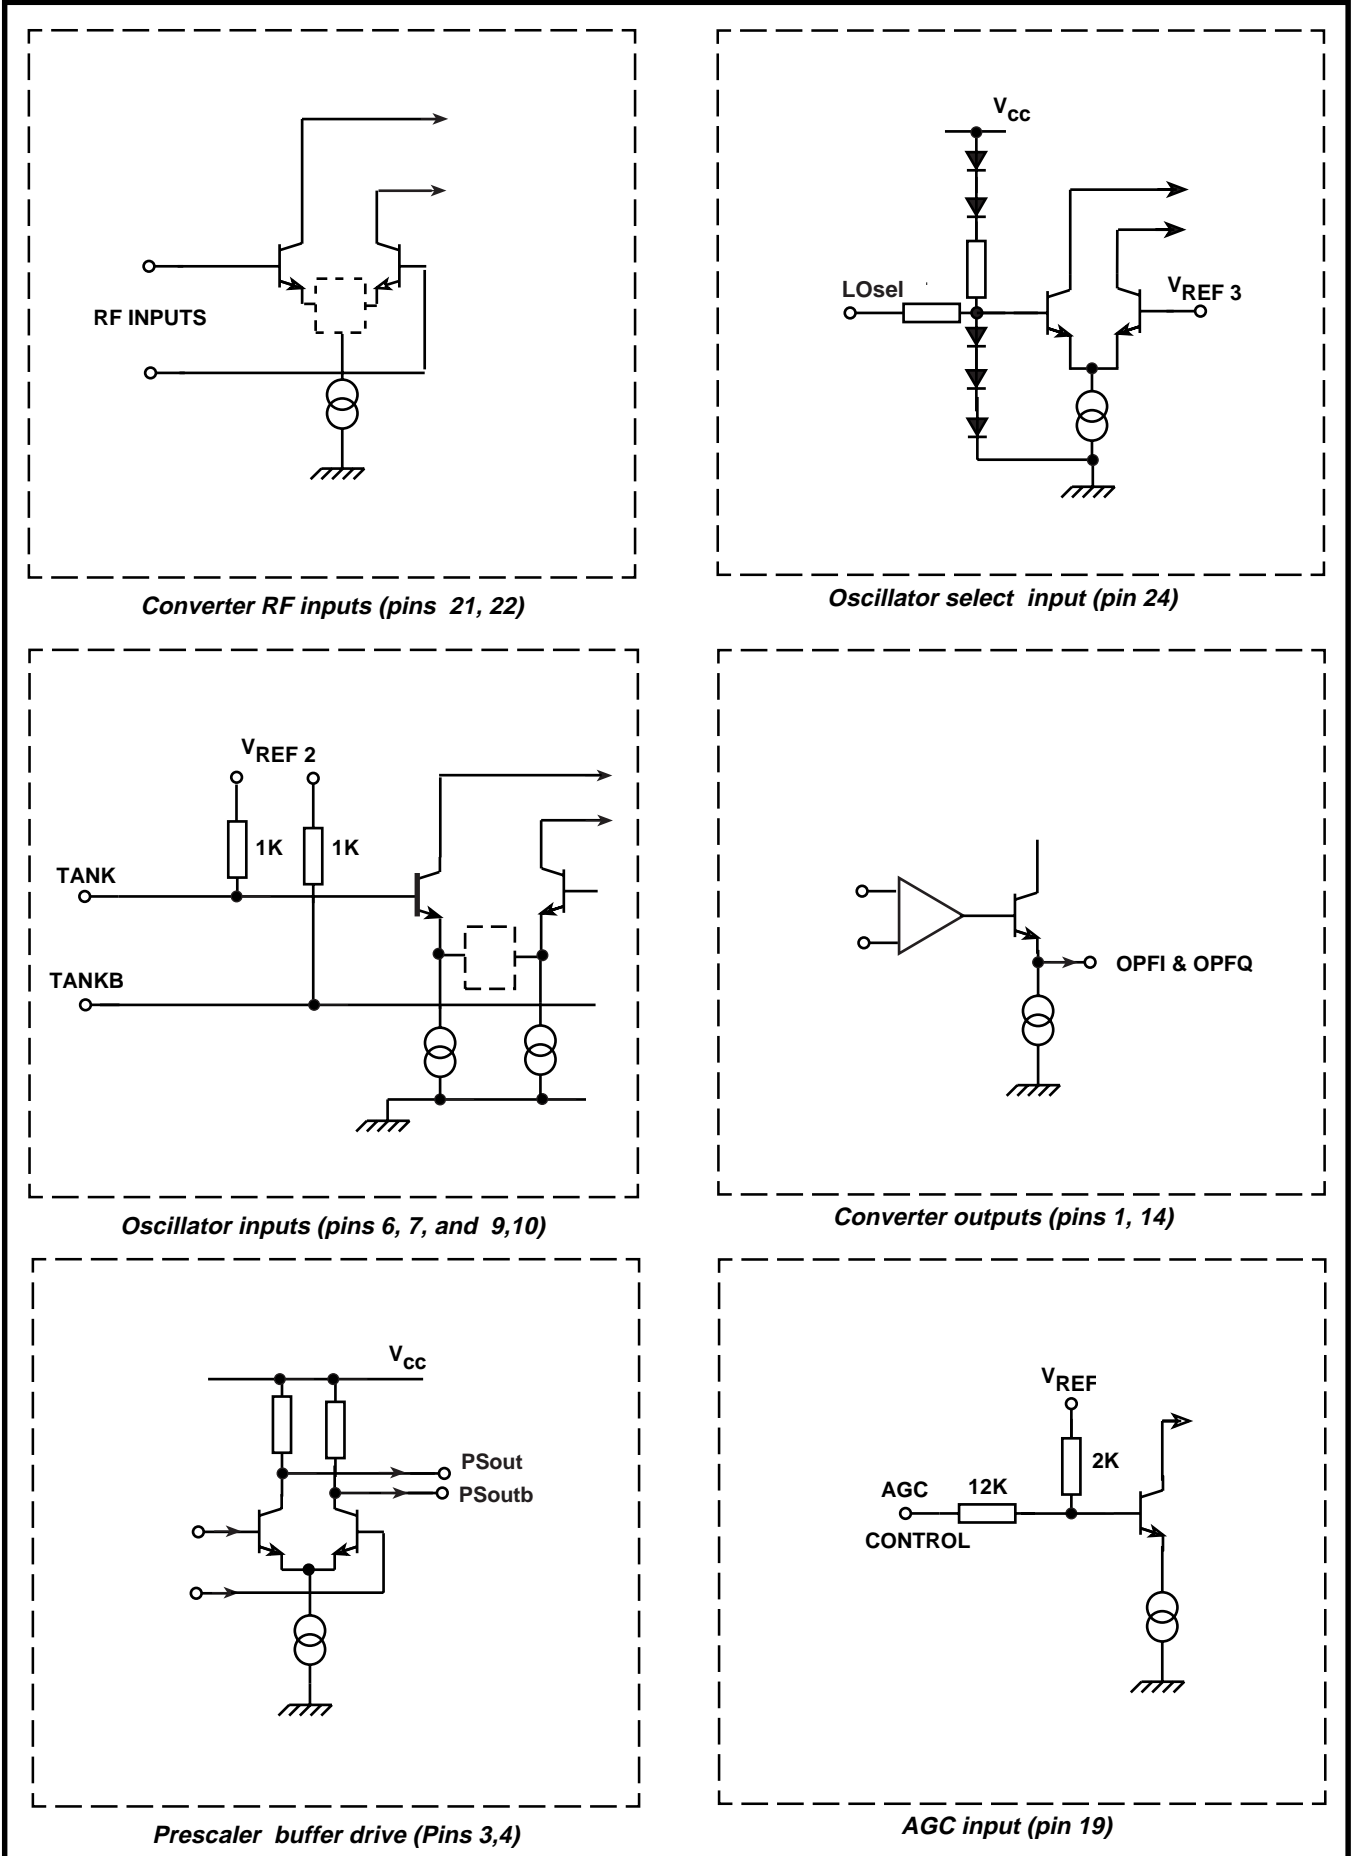 RF INPUTS
Converter RF inputs (pins 21, 22)
Vcc
LOsel
VREF 3
Oscillator select input (pin 24)
VREF 2
1K 1K
TANK
TANKB
Oscillator inputs (pins 6, 7, and 9,10)
OPFI & OPFQ
Converter outputs (pins 1, 14)
Vcc
PSout
PSoutb
Prescaler buffer drive (Pins 3,4)
VREF
2K
AGC 12K
CONTROL
AGC input (pin 19)